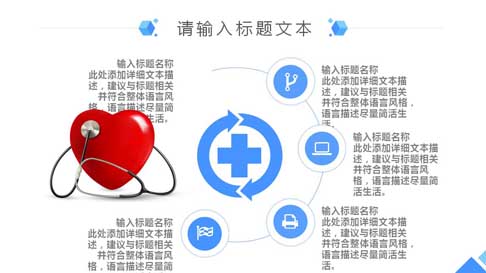 请输入标题文本
输入标题名称
此处添加详细文本描
述，建议与标题相关
并符合整体语言风
格，语言描述尽量简
活生活。
输入标题名称
此处添加详细文本描
述，建议与标题相关
并符合整体语言风格，
语言描述尽量简活生
活。
输入标题名称
此处添加详细文本描
述，建议与标题相关
并符合整体语言风
格，语言描述尽量简
活生活。
输入标题名称
此处添加详细文本描
述，建议与标题相关
并符合整体语言风格，
语言描述尽量简活生
活。
输入标题名称
此处添加详细文本描
述，建议与标题相关
并符合整体语言风
格，语言描述尽量简